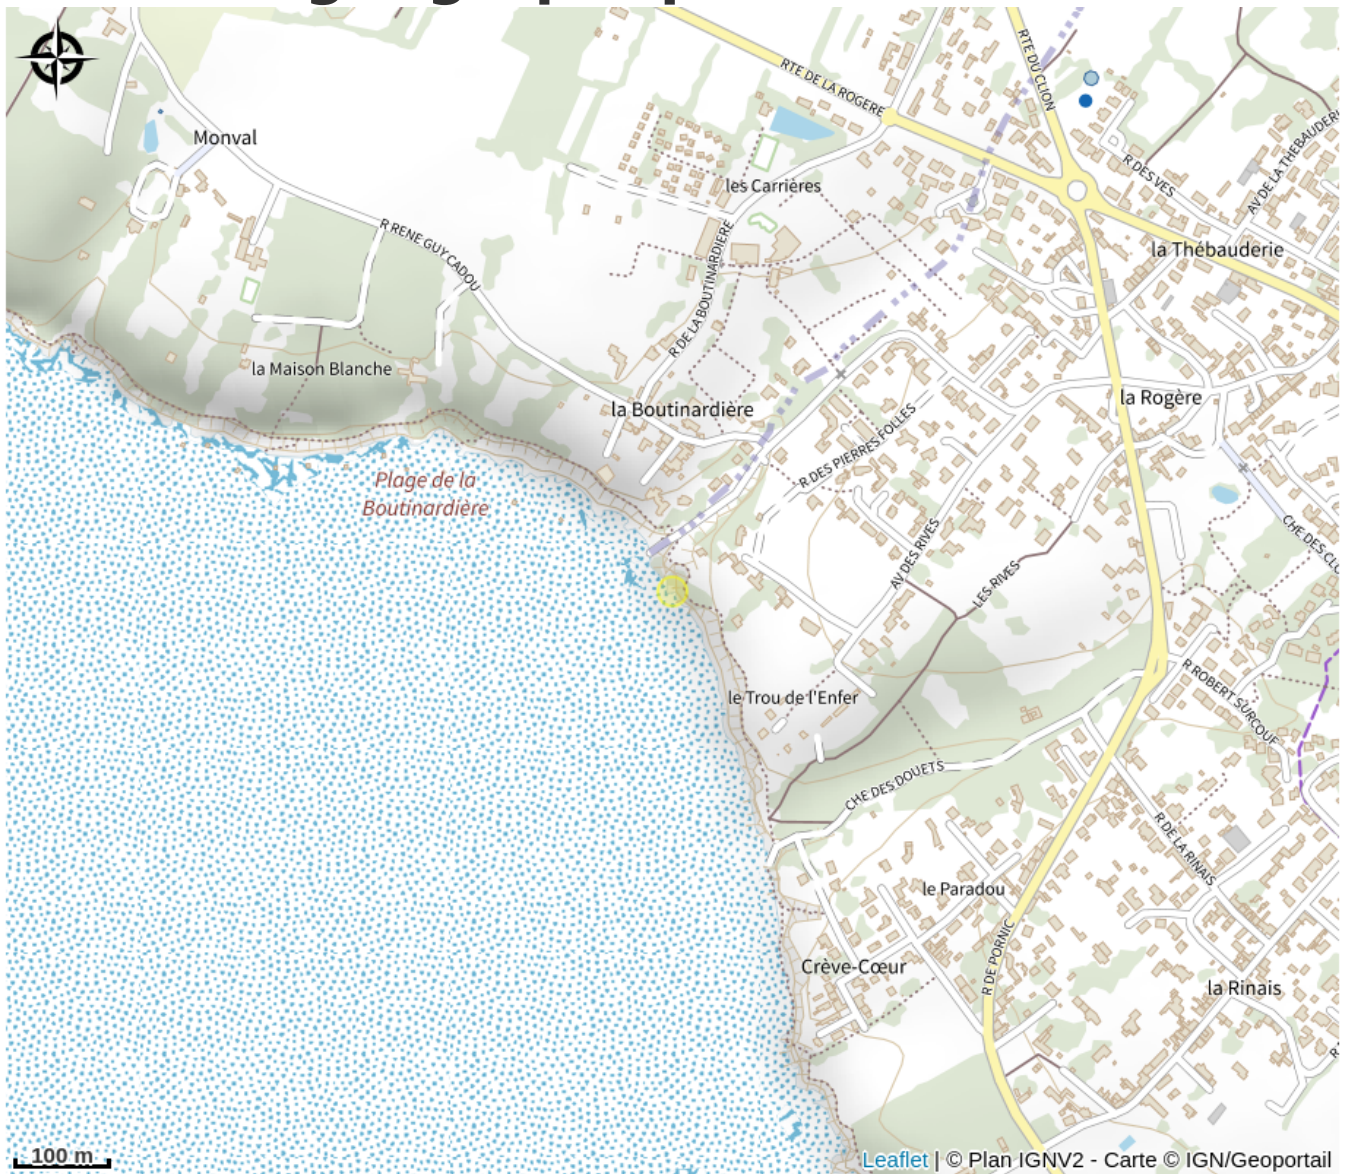 RTE DE LA ROGERE
RTE DU CLION
Monval
les Carrières
R DES VES
AV DE LA THEBAUDERI
R RENE GUY CADOU
R DE LA BOUTINARDIERE
la Thébauderie
la Maison Blanche
la Boutinardière
la Rogère
R DES PIERRES FOLLES
Plage de la
Boutinardière
AV DES RIVES
LES RIVES
CHE DES CLO
le Trou de l'Enfer
R ROBERT SURCOUF
CHE DES DOUETS
R DE LA RINAIS
le Paradou
R DE PORNIC
Crève-Cœur
la Rinais
R
100 m
Leaflet | © Plan IGNV2 - Carte © IGN/Geoportail